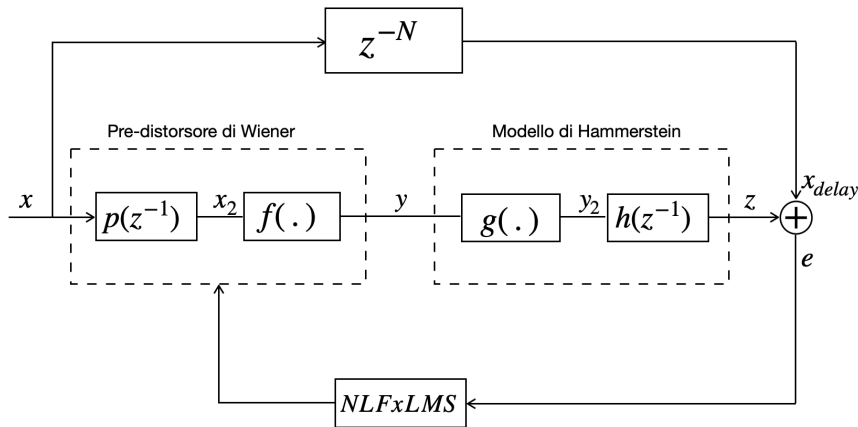 z^{-N}
Pre-distorsore di Wiener
Modello di Hammerstein
x
p(z^{-1})
x_2
f(.)
y
g(.)
y_2
h(z^{-1})
z
x_{delay}
+
e
NLFxLMS